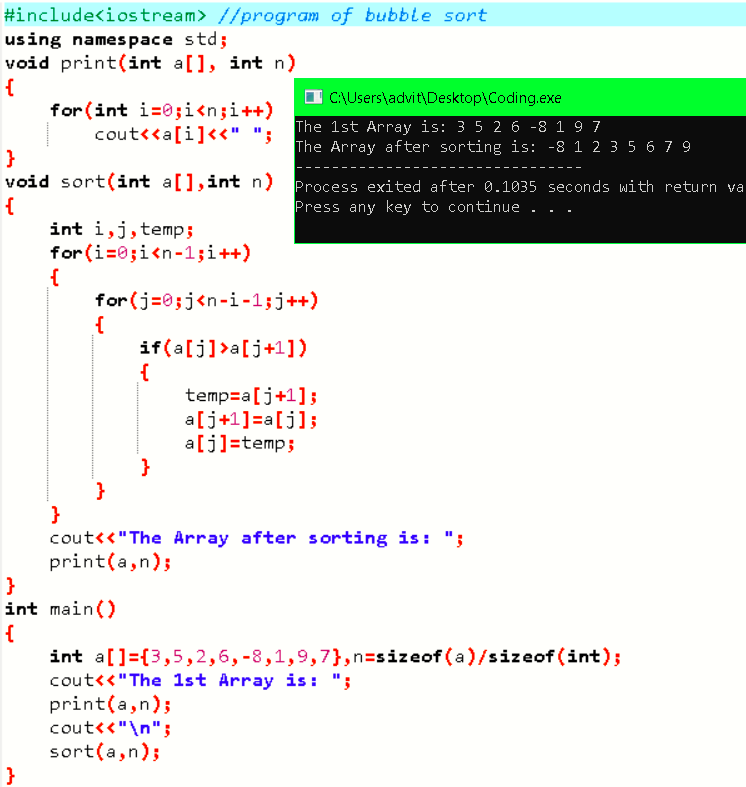 #include<iostream> //program of bubble sort
using namespace std;
void print(int a[], int n)
{
    for(int i=0;i<n;i++)
        cout<<a[i]<<" ";
}
void sort(int a[],int n)
{
    int i,j,temp;
    for(i=0;i<n-1;i++)
    {
        for(j=0;j<n-i-1;j++)
        {
            if(a[j]>a[j+1])
            {
                temp=a[j+1];
                a[j+1]=a[j];
                a[j]=temp;
            }
        }
    }
    cout<<"The Array after sorting is: ";
    print(a,n);
}
int main()
{
    int a[]={3,5,2,6,-8,1,9,7},n=sizeof(a)/sizeof(int);
    cout<<"The 1st Array is: ";
    print(a,n);
    cout<<"\n";
    sort(a,n);
}
C:\Users\advit\Desktop\Coding.exe
The 1st Array is: 3 5 2 6 -8 1 9 7
The Array after sorting is: -8 1 2 3 5 6 7 9
--------------------------------
Process exited after 0.1035 seconds with return va
Press any key to continue . . .